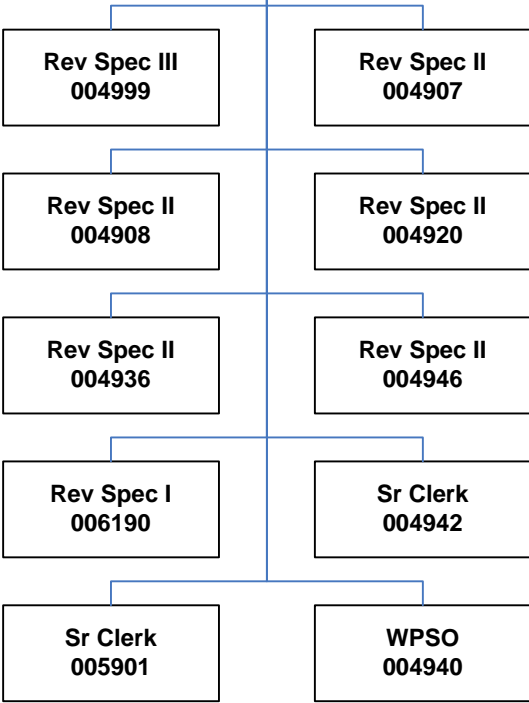 Rev Spec III
004999
Rev Spec II
004907
Rev Spec II
004908
Rev Spec II
004920
Rev Spec II
004936
Rev Spec II
004946
Rev Spec I
006190
Sr Clerk
004942
Sr Clerk
005901
WPSO
004940